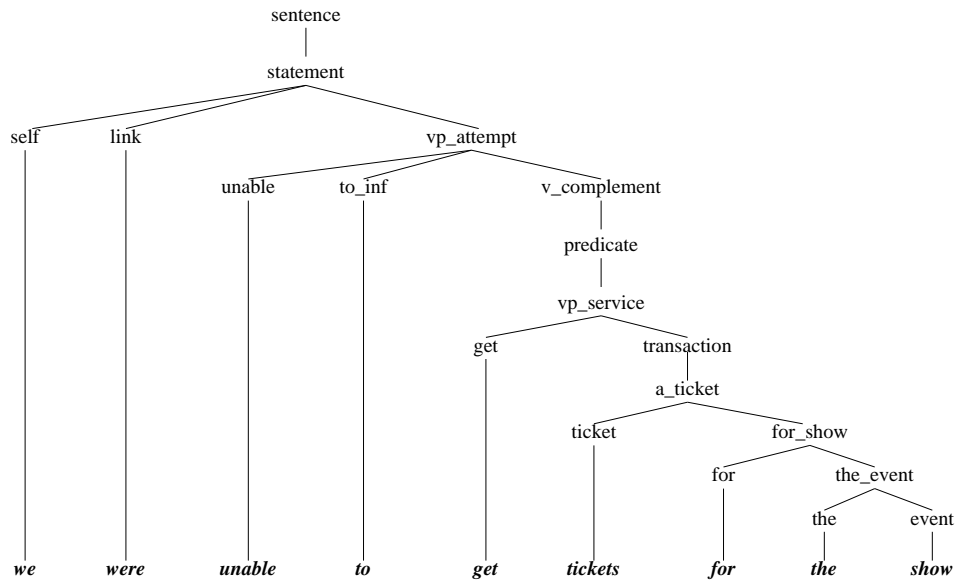 sentence
statement
self link vp_attempt
unable to_inf v_complement
predicate
vp_service
get transaction
a_ticket
ticket for_show
for the_event
the event
we were unable to get tickets for the show